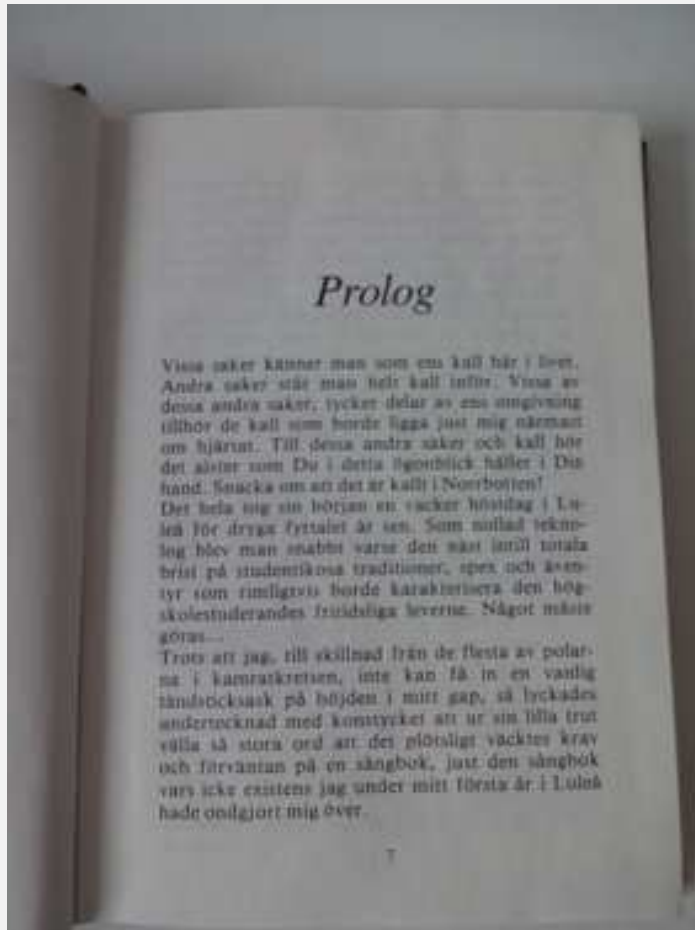 Prolog
Vissa saker känner man som ens kall här i livet.
Andra saker står man helt kall inför. Vissa av
dessa andra saker, tycker delar av ens omgivning
tillhör de kall som borde ligga just mig närmast
om hjärtat. Till dessa andra saker och kall hör
det alster som Du i detta ögonblick håller i Din
hand. Snacka om att det är kallt i Norrbotten!
Det hela tog sin början en vacker höstdag i Lu-
leå för dryga fyrtalet år sen. Som nollad tekno-
log blev man snabbt varse den näst intill totala
brist på studentikosa traditioner, spex och även-
tyr som rimligtvis borde karakterisera den hög-
skolestuderandes fritidsliga leverne. Något måste
göras...
Trots att jag, till skillnad från de flesta av polar-
na i kamratkretsen, inte kan få in en vanlig
tändsticksask på höjden i mitt gap, så lyckades
undertecknad med konstycket att ur sin lilla trut
välla så stora ord att det plötsligt väcktes krav
och förväntan på en sångbok, just den sångbok
vars icke existens jag under mitt första år i Luleå
hade ondgjort mig över.
7